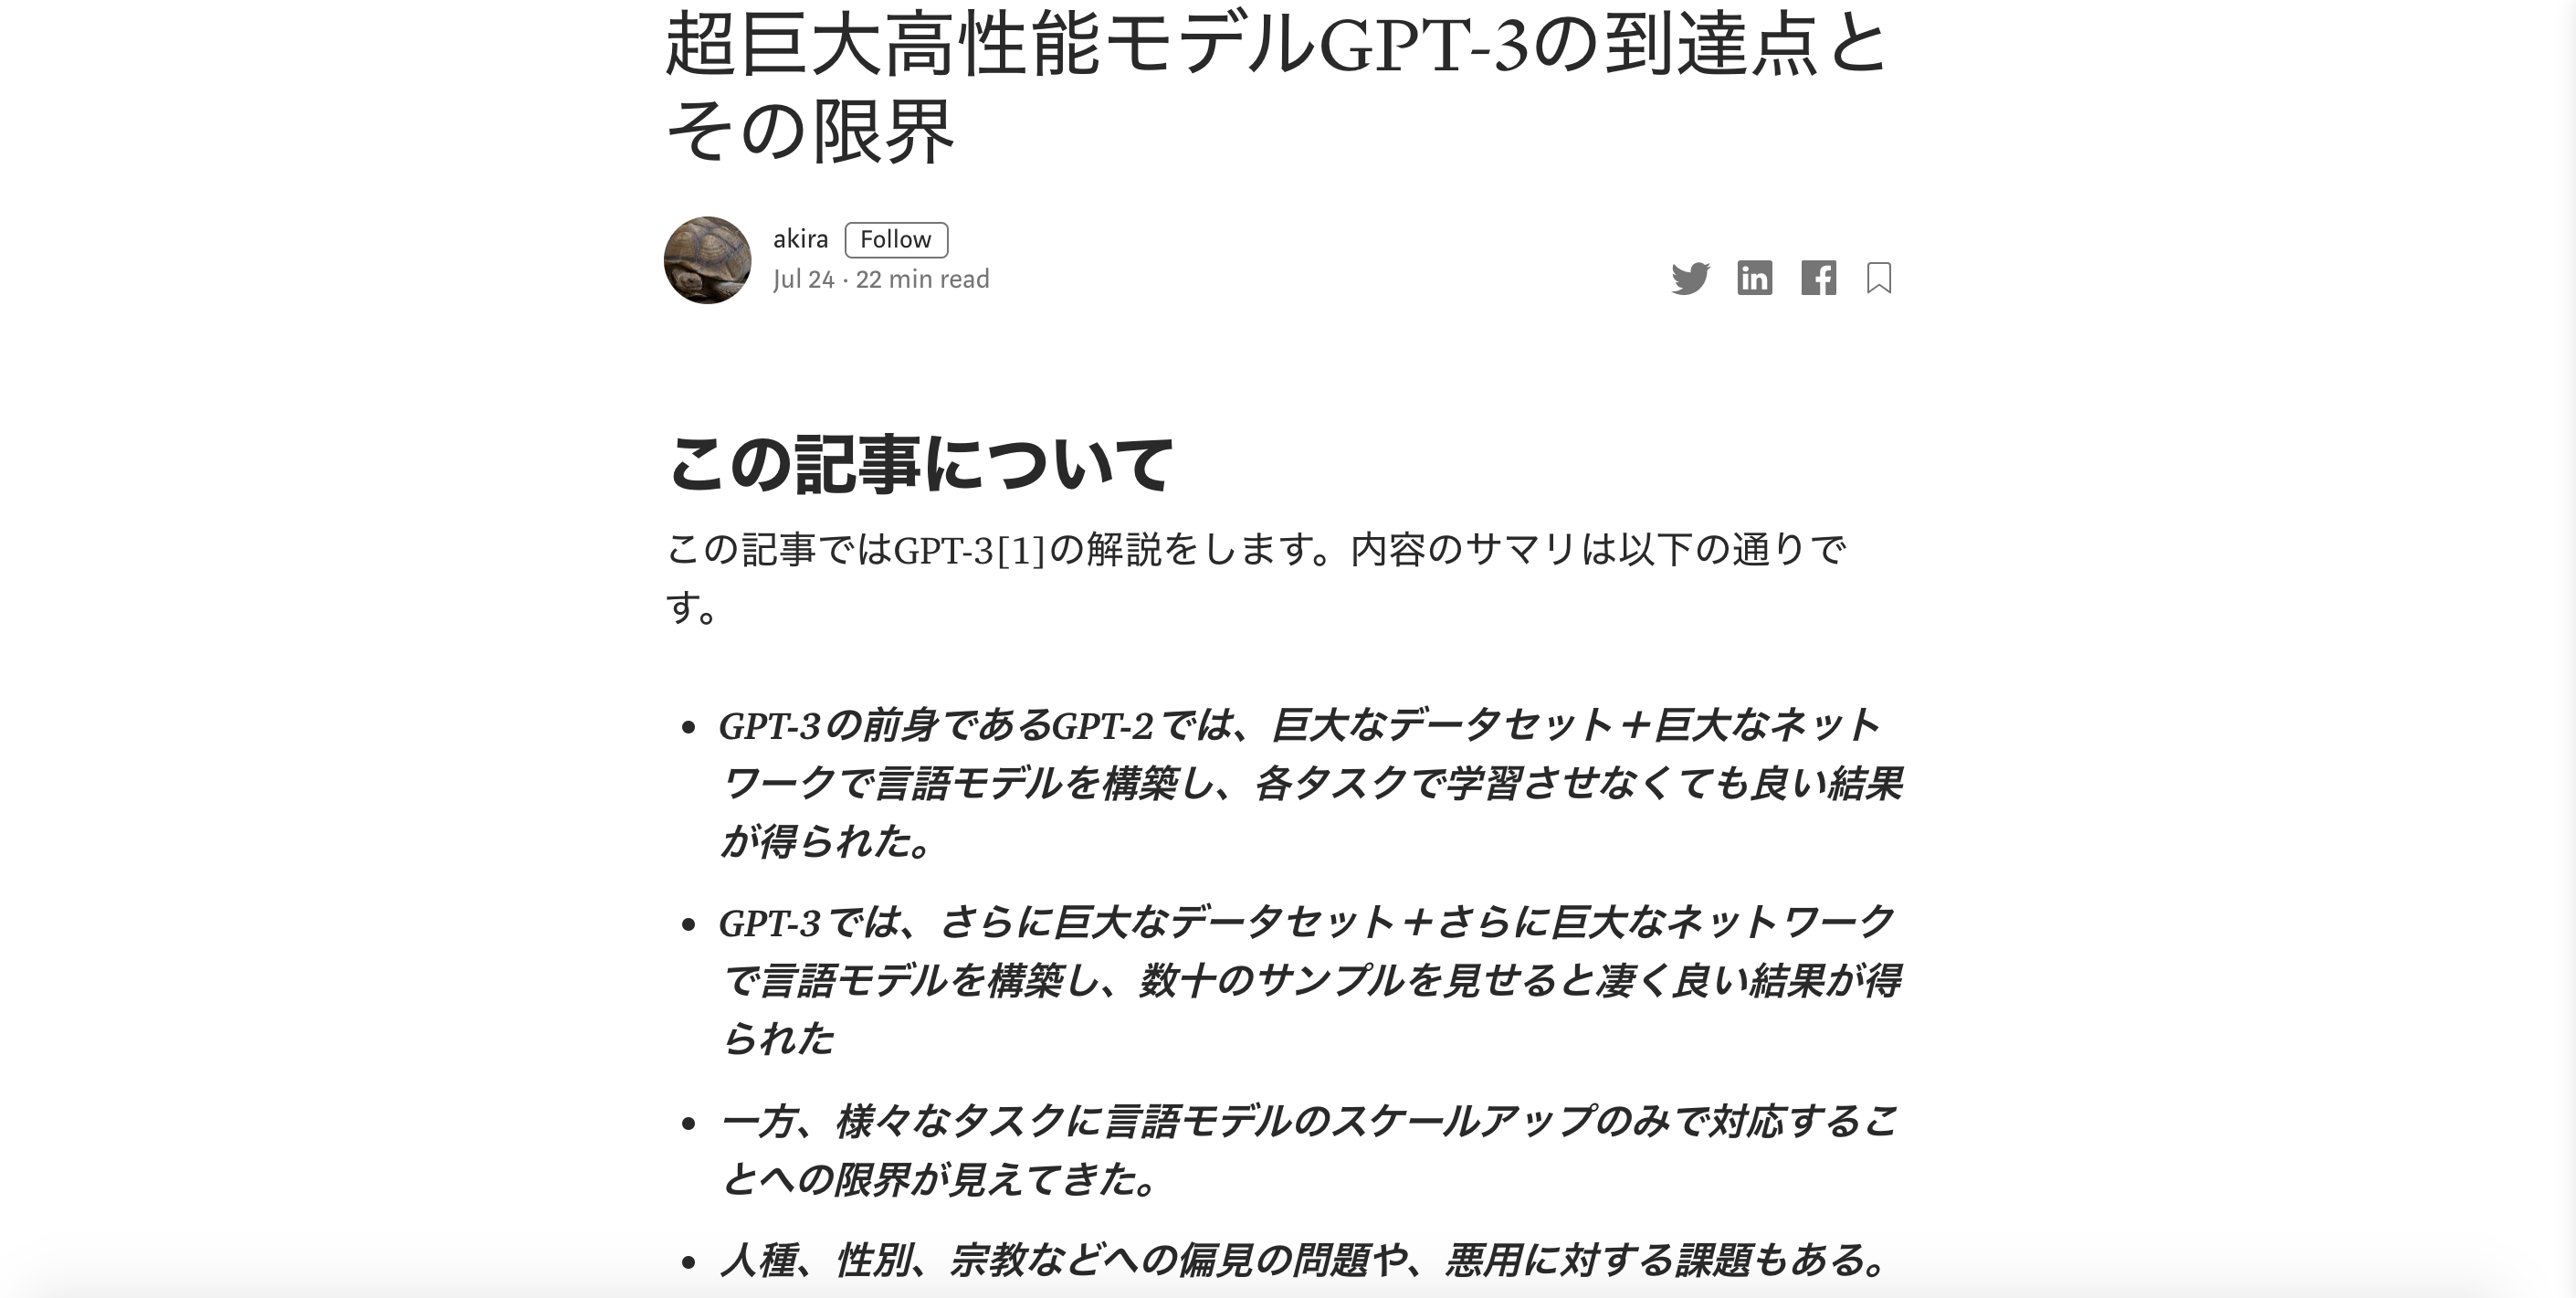 超巨大高性能モデルGPT-3の到達点と
その限界
akira Follow
Jul 24 · 22 min read
この記事について
この記事ではGPT-3[1]の解説をします。内容のサマリは以下の通りで
す。
• GPT-3の前身であるGPT-2では、巨大なデータセット＋巨大なネット
ワークで言語モデルを構築し、各タスクで学習させなくても良い結果
が得られた。
• GPT-3では、さらに巨大なデータセット＋さらに巨大なネットワーク
で言語モデルを構築し、数十のサンプルを見せると凄く良い結果が得
られた
• 一方、様々なタスクに言語モデルのスケールアップのみで対応するこ
とへの限界が見えてきた。
• 人種、性別、宗教などへの偏見の問題や、悪用に対する課題もある。